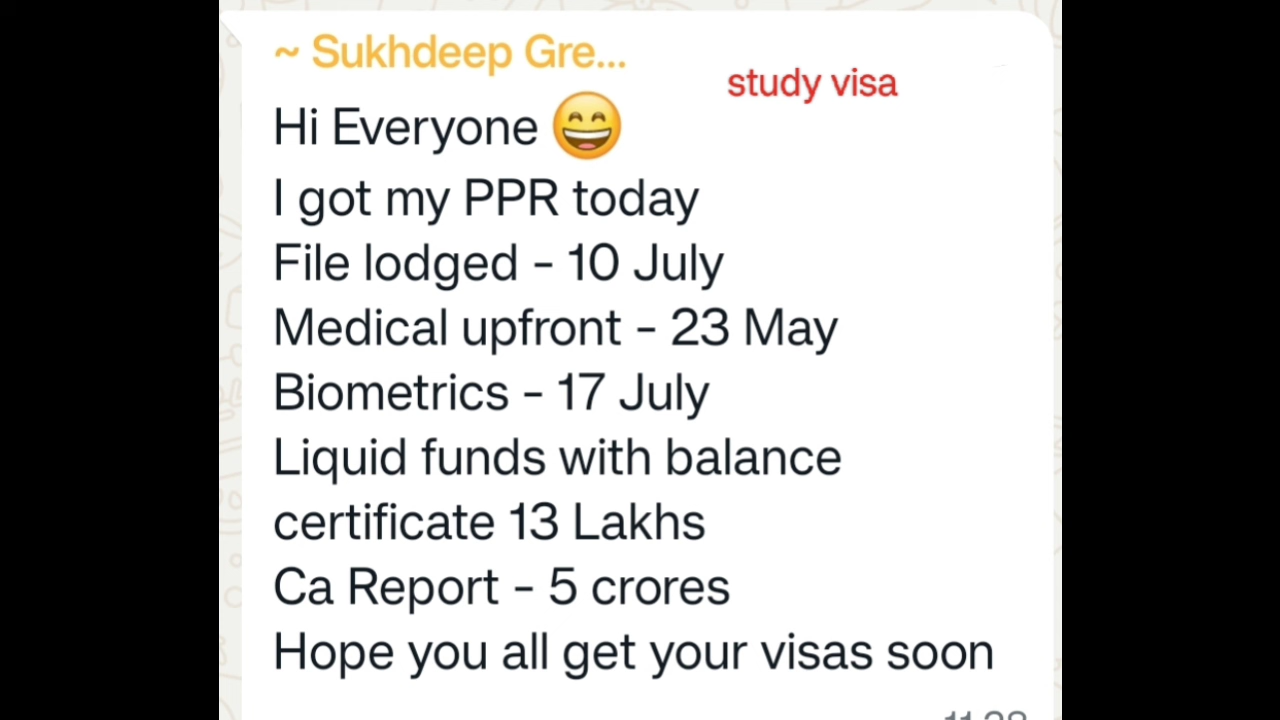 ~ Sukhdeep Gre...
study visa
Hi Everyone 😄
I got my PPR today
File lodged - 10 July
Medical upfront - 23 May
Biometrics - 17 July
Liquid funds with balance
certificate 13 Lakhs
Ca Report - 5 crores
Hope you all get your visas soon